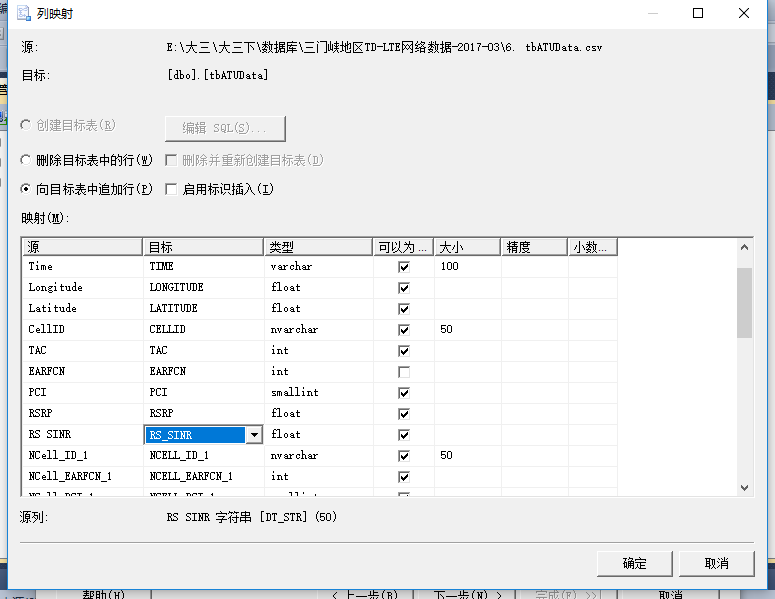 列映射
源: E:\大三\大三下\数据库\三门峡地区TD-LTE网络数据-2017-03\6. tbATUData.csv
目标: [dbo].[tbATUData]
创建目标表(R) 编辑 SQL(S)...
删除目标表中的行(W) 删除并重新创建目标表(D)
向目标表中追加行(P) 启用标识插入(I)
映射(M):
源 目标 类型 可以为 ... 大小 精度 小数...
Time TIME varchar 100
Longitude LONGITUDE float
Latitude LATITUDE float
CellID CELLID nvarchar 50
TAC TAC int
EARFCN EARFCN int
PCI PCI smallint
RSRP RSRP float
RS SINR RS_SINR float
NCell_ID_1 NCELL_ID_1 nvarchar 50
NCell_EARFCN_1 NCELL_EARFCN_1 int
NCell_PCI_1 NCELL_PCI_1 smallint
源列: RS SINR 字符串 [DT_STR] (50)
确定 取消
帮助(H) < 上一步(B) 下一步(N) > 完成(F) >>| 取消